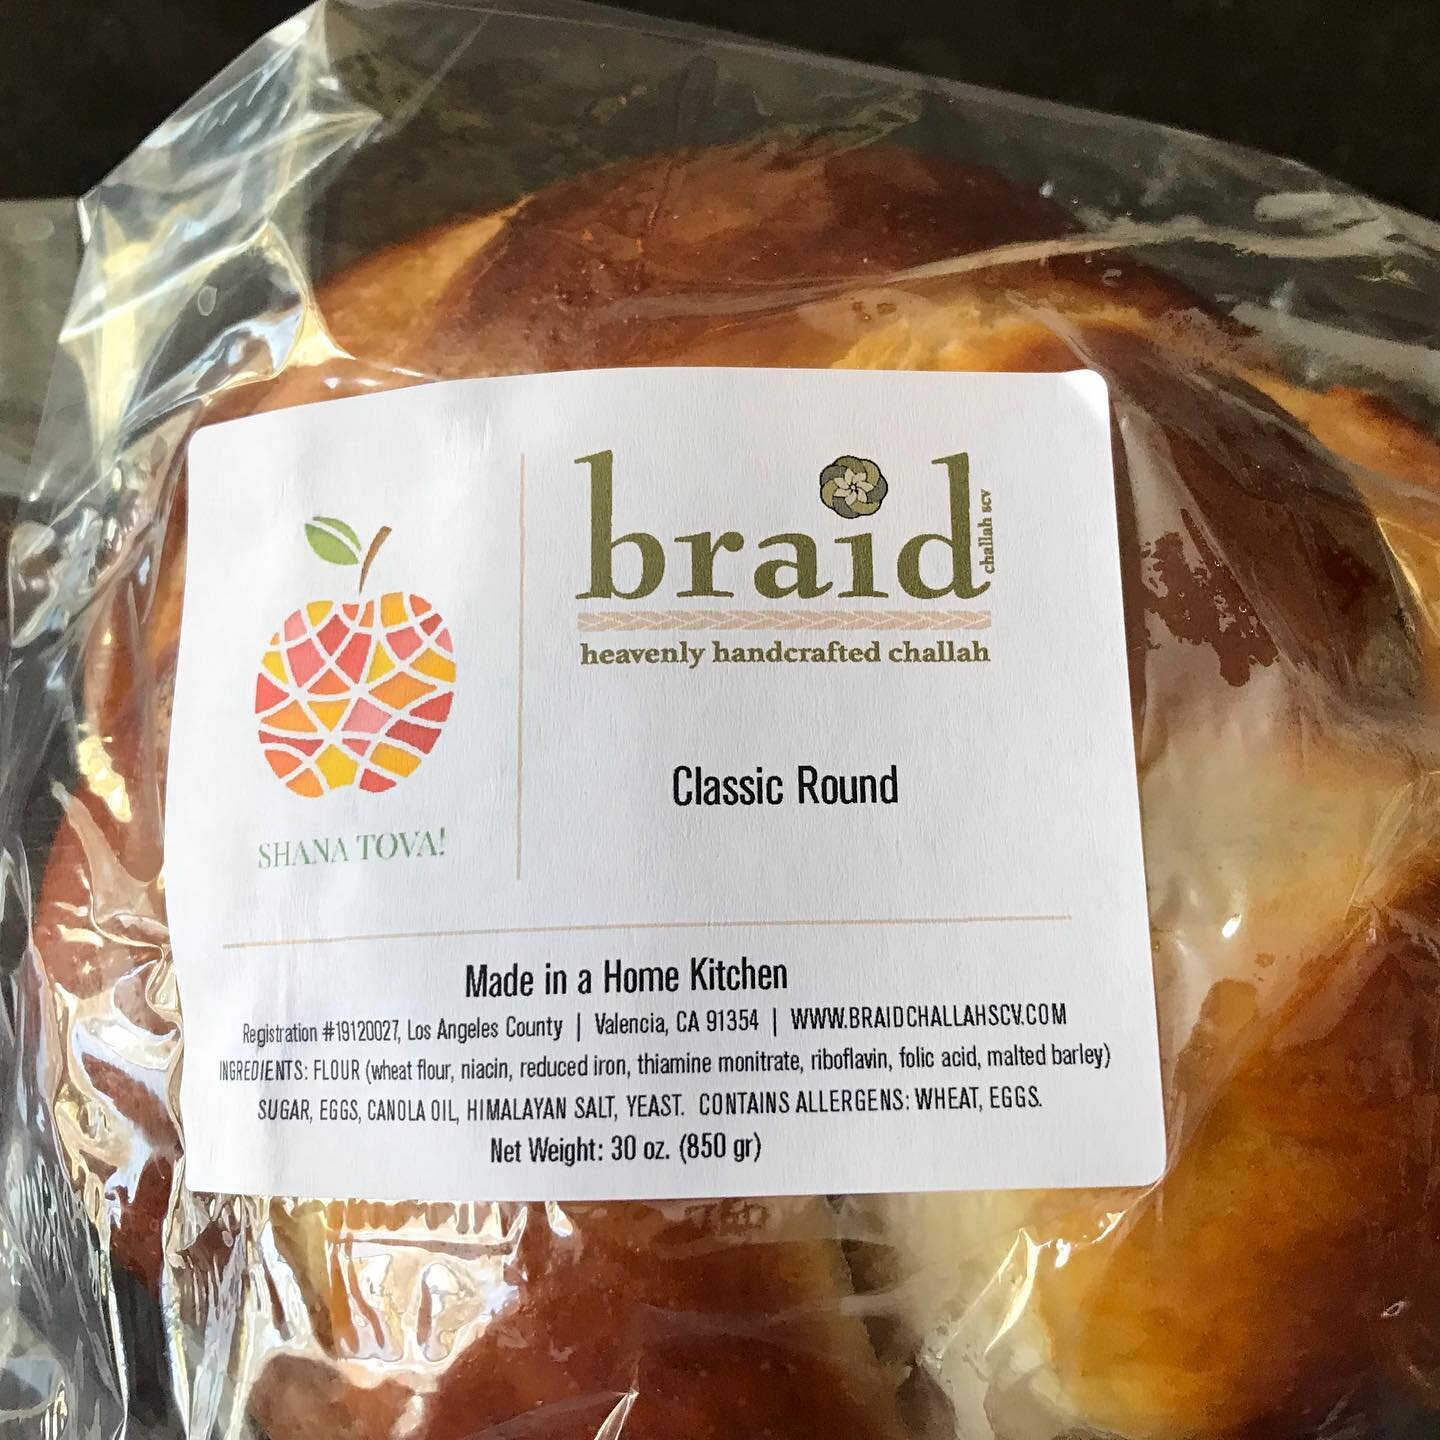 braid
challah scv
heavenly handcrafted challah
Classic Round
SHANA TOVA!
Made in a Home Kitchen
Registration #19120027, Los Angeles County | Valencia, CA 91354 | WWW.BRAIDCHALLAHSCV.COM
INGREDIENTS: FLOUR (wheat flour, niacin, reduced iron, thiamine monitrate, riboflavin, folic acid, malted barley)
SUGAR, EGGS, CANOLA OIL, HIMALAYAN SALT, YEAST. CONTAINS ALLERGENS: WHEAT, EGGS.
Net Weight: 30 oz. (850 gr)